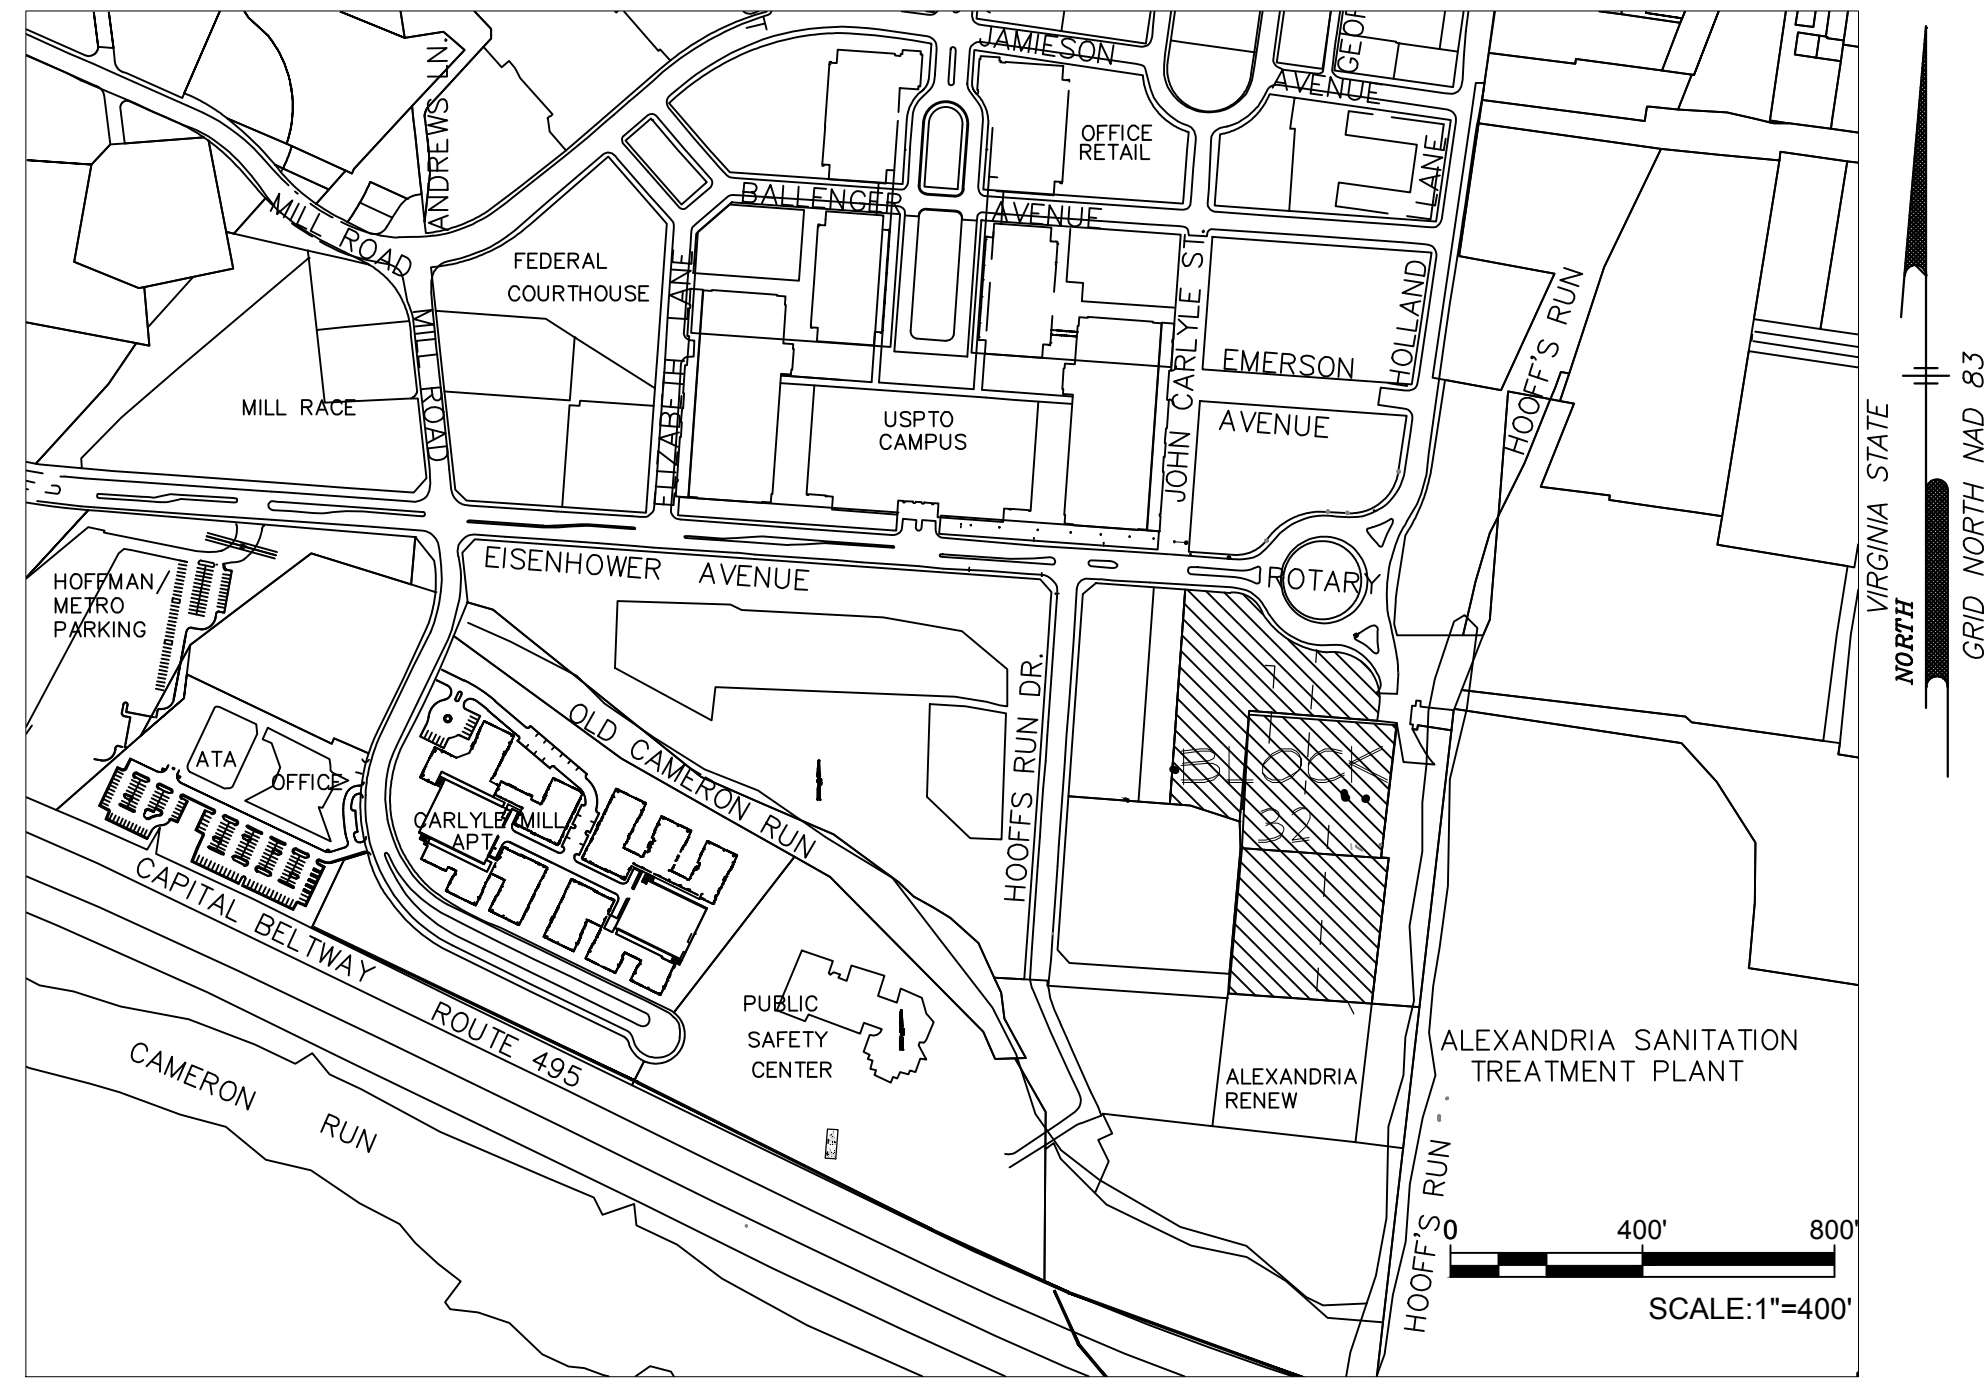 JAMIESON
AVENUE
ANDREWS LN.
OFFICE
RETAIL
LANE
BALLENGER
AVENUE
MILL ROAD
FEDERAL
COURTHOUSE
ELIZABETH LANE
JOHN CARLYLE ST.
HOLLAND
HOOFF'S RUN
MILL ROAD
EMERSON
AVENUE
MILL RACE
USPTO
CAMPUS
EISENHOWER AVENUE
ROTARY
HOFFMAN/
METRO
PARKING
HOOFFS RUN DR.
OLD CAMERON RUN
BLOCK
32
ATA
OFFICE
CARLYLE MILL
APT.
CAPITAL BELTWAY ROUTE 495
PUBLIC
SAFETY
CENTER
CAMERON RUN
ALEXANDRIA
RENEW
ALEXANDRIA SANITATION
TREATMENT PLANT
HOOFF'S RUN
0 400' 800'
SCALE:1"=400'
NORTH
VIRGINIA STATE
GRID NORTH NAD 83